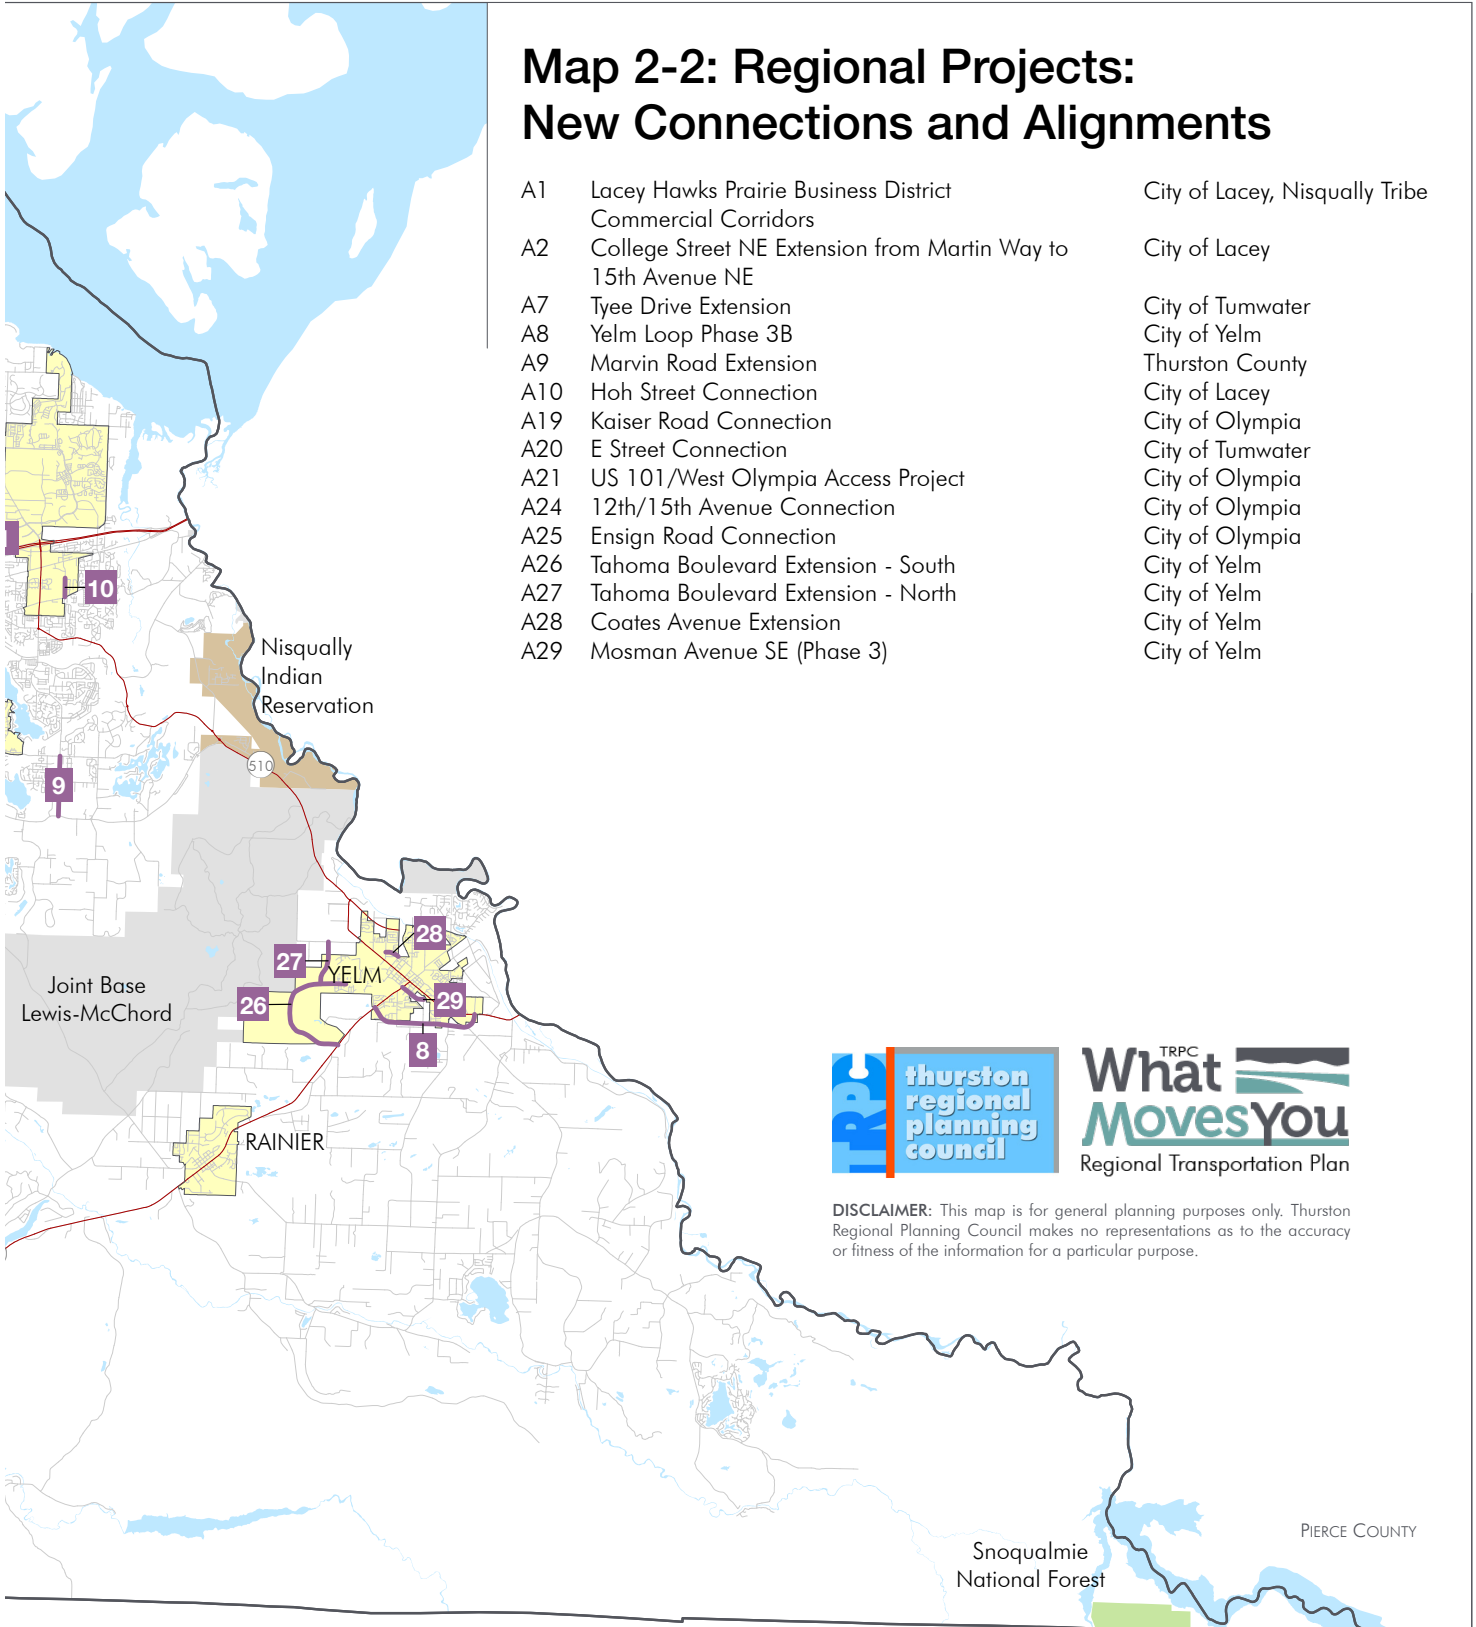 Map 2-2: Regional Projects:
New Connections and Alignments
A1 Lacey Hawks Prairie Business District City of Lacey, Nisqually Tribe
Commercial Corridors
A2 College Street NE Extension from Martin Way to City of Lacey
15th Avenue NE
A7 Tyee Drive Extension City of Tumwater
A8 Yelm Loop Phase 3B City of Yelm
A9 Marvin Road Extension Thurston County
A10 Hoh Street Connection City of Lacey
A19 Kaiser Road Connection City of Olympia
A20 E Street Connection City of Tumwater
A21 US 101/West Olympia Access Project City of Olympia
A24 12th/15th Avenue Connection City of Olympia
A25 Ensign Road Connection City of Olympia
A26 Tahoma Boulevard Extension - South City of Yelm
A27 Tahoma Boulevard Extension - North City of Yelm
A28 Coates Avenue Extension City of Yelm
A29 Mosman Avenue SE (Phase 3) City of Yelm
10
Nisqually
Indian
Reservation
510
9
28
27
YELM
26
29
8
Joint Base
Lewis-McChord
RAINIER
TRPC
thurston
regional
planning
council
TRPC
What
MovesYou
Regional Transportation Plan
DISCLAIMER: This map is for general planning purposes only. Thurston
Regional Planning Council makes no representations as to the accuracy
or fitness of the information for a particular purpose.
PIERCE COUNTY
Snoqualmie
National Forest